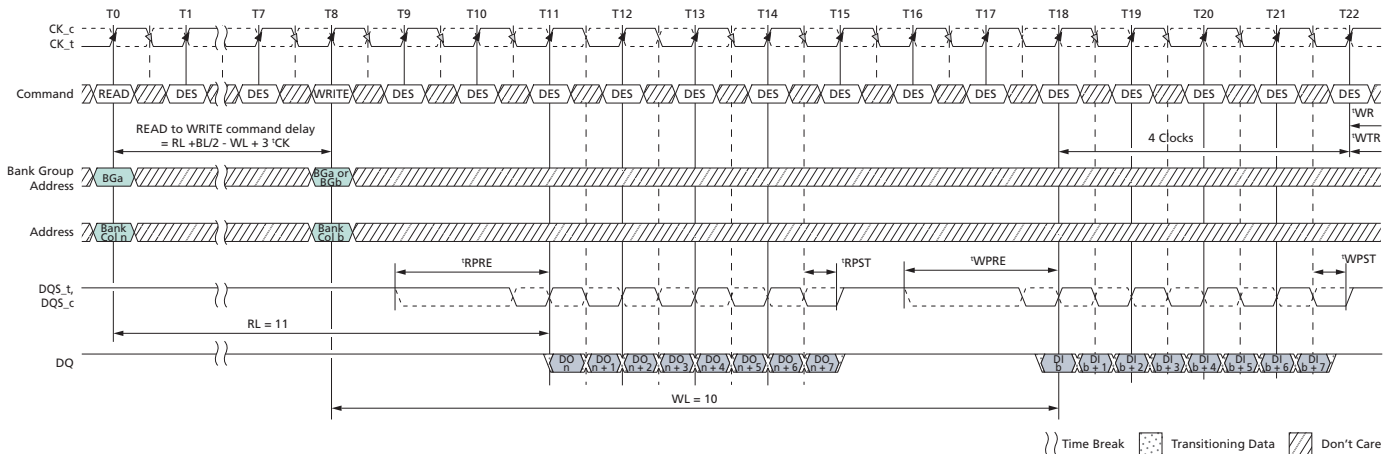 T0 T1 T7 T8 T9 T10 T11 T12 T13 T14 T15 T16 T17 T18 T19 T20 T21 T22
CK_c
CK_t
Command READ DES DES WRITE DES DES DES DES DES DES DES DES DES DES DES DES DES DES
READ to WRITE command delay
= RL +BL/2 - WL + 3 tCK
tWR
4 Clocks
tWTR
Bank Group
Address
BGa
BGa or
BGb
Address
Bank
Col n
Bank
Col b
tRPRE
tRPST
tWPRE
tWPST
DQS_t,
DQS_c
RL = 11
DQ
DO
n
DO
n + 1
DO
n + 2
DO
n + 3
DO
n + 4
DO
n + 5
DO
n + 6
DO
n + 7
DI
b
DI
b + 1
DI
b + 2
DI
b + 3
DI
b + 4
DI
b + 5
DI
b + 6
DI
b + 7
WL = 10
Time Break
Transitioning Data
Don't Care